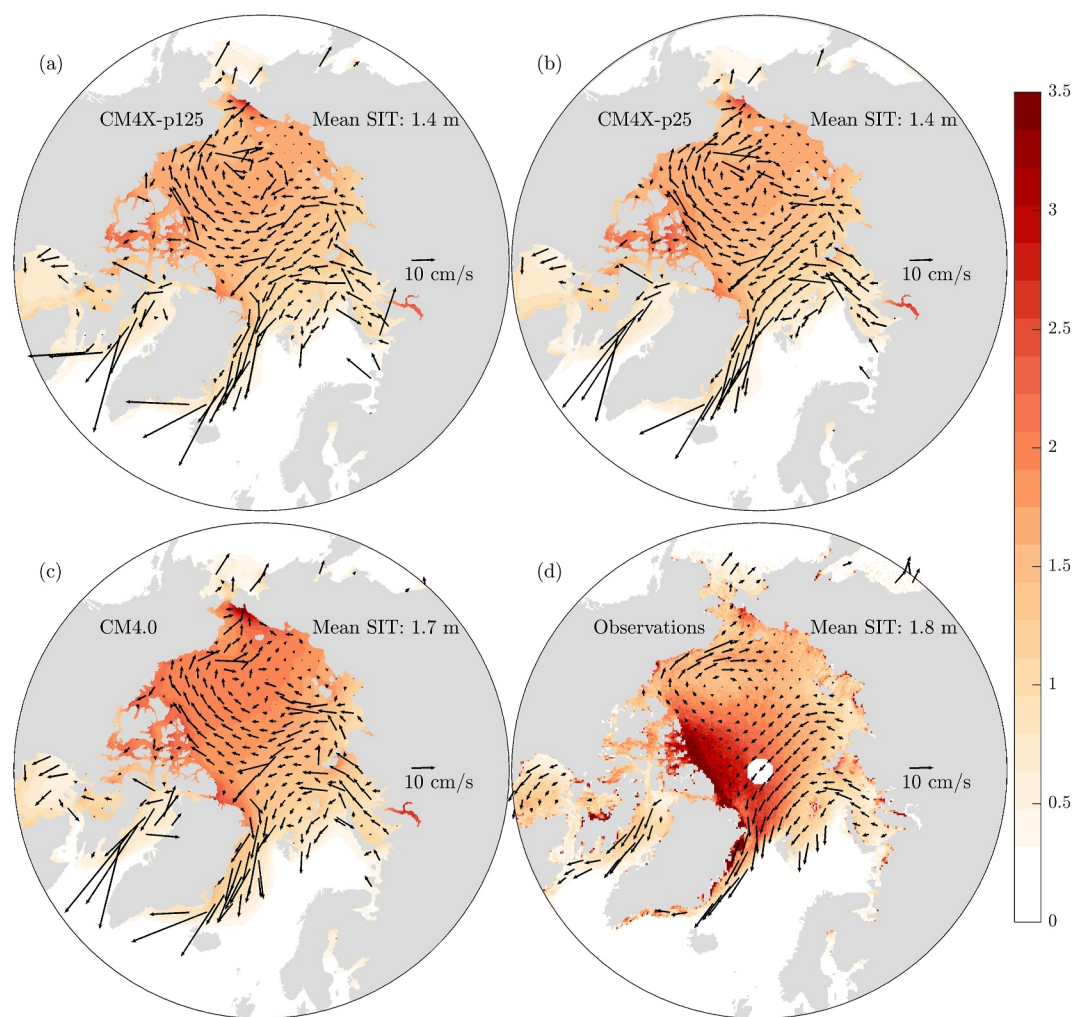 (a)
CM4X-p125
Mean SIT: 1.4 m
10 cm/s
(b)
CM4X-p25
Mean SIT: 1.4 m
10 cm/s
(c)
CM4.0
Mean SIT: 1.7 m
10 cm/s
(d)
Observations
Mean SIT: 1.8 m
10 cm/s
3.5
3
2.5
2
1.5
1
0.5
0